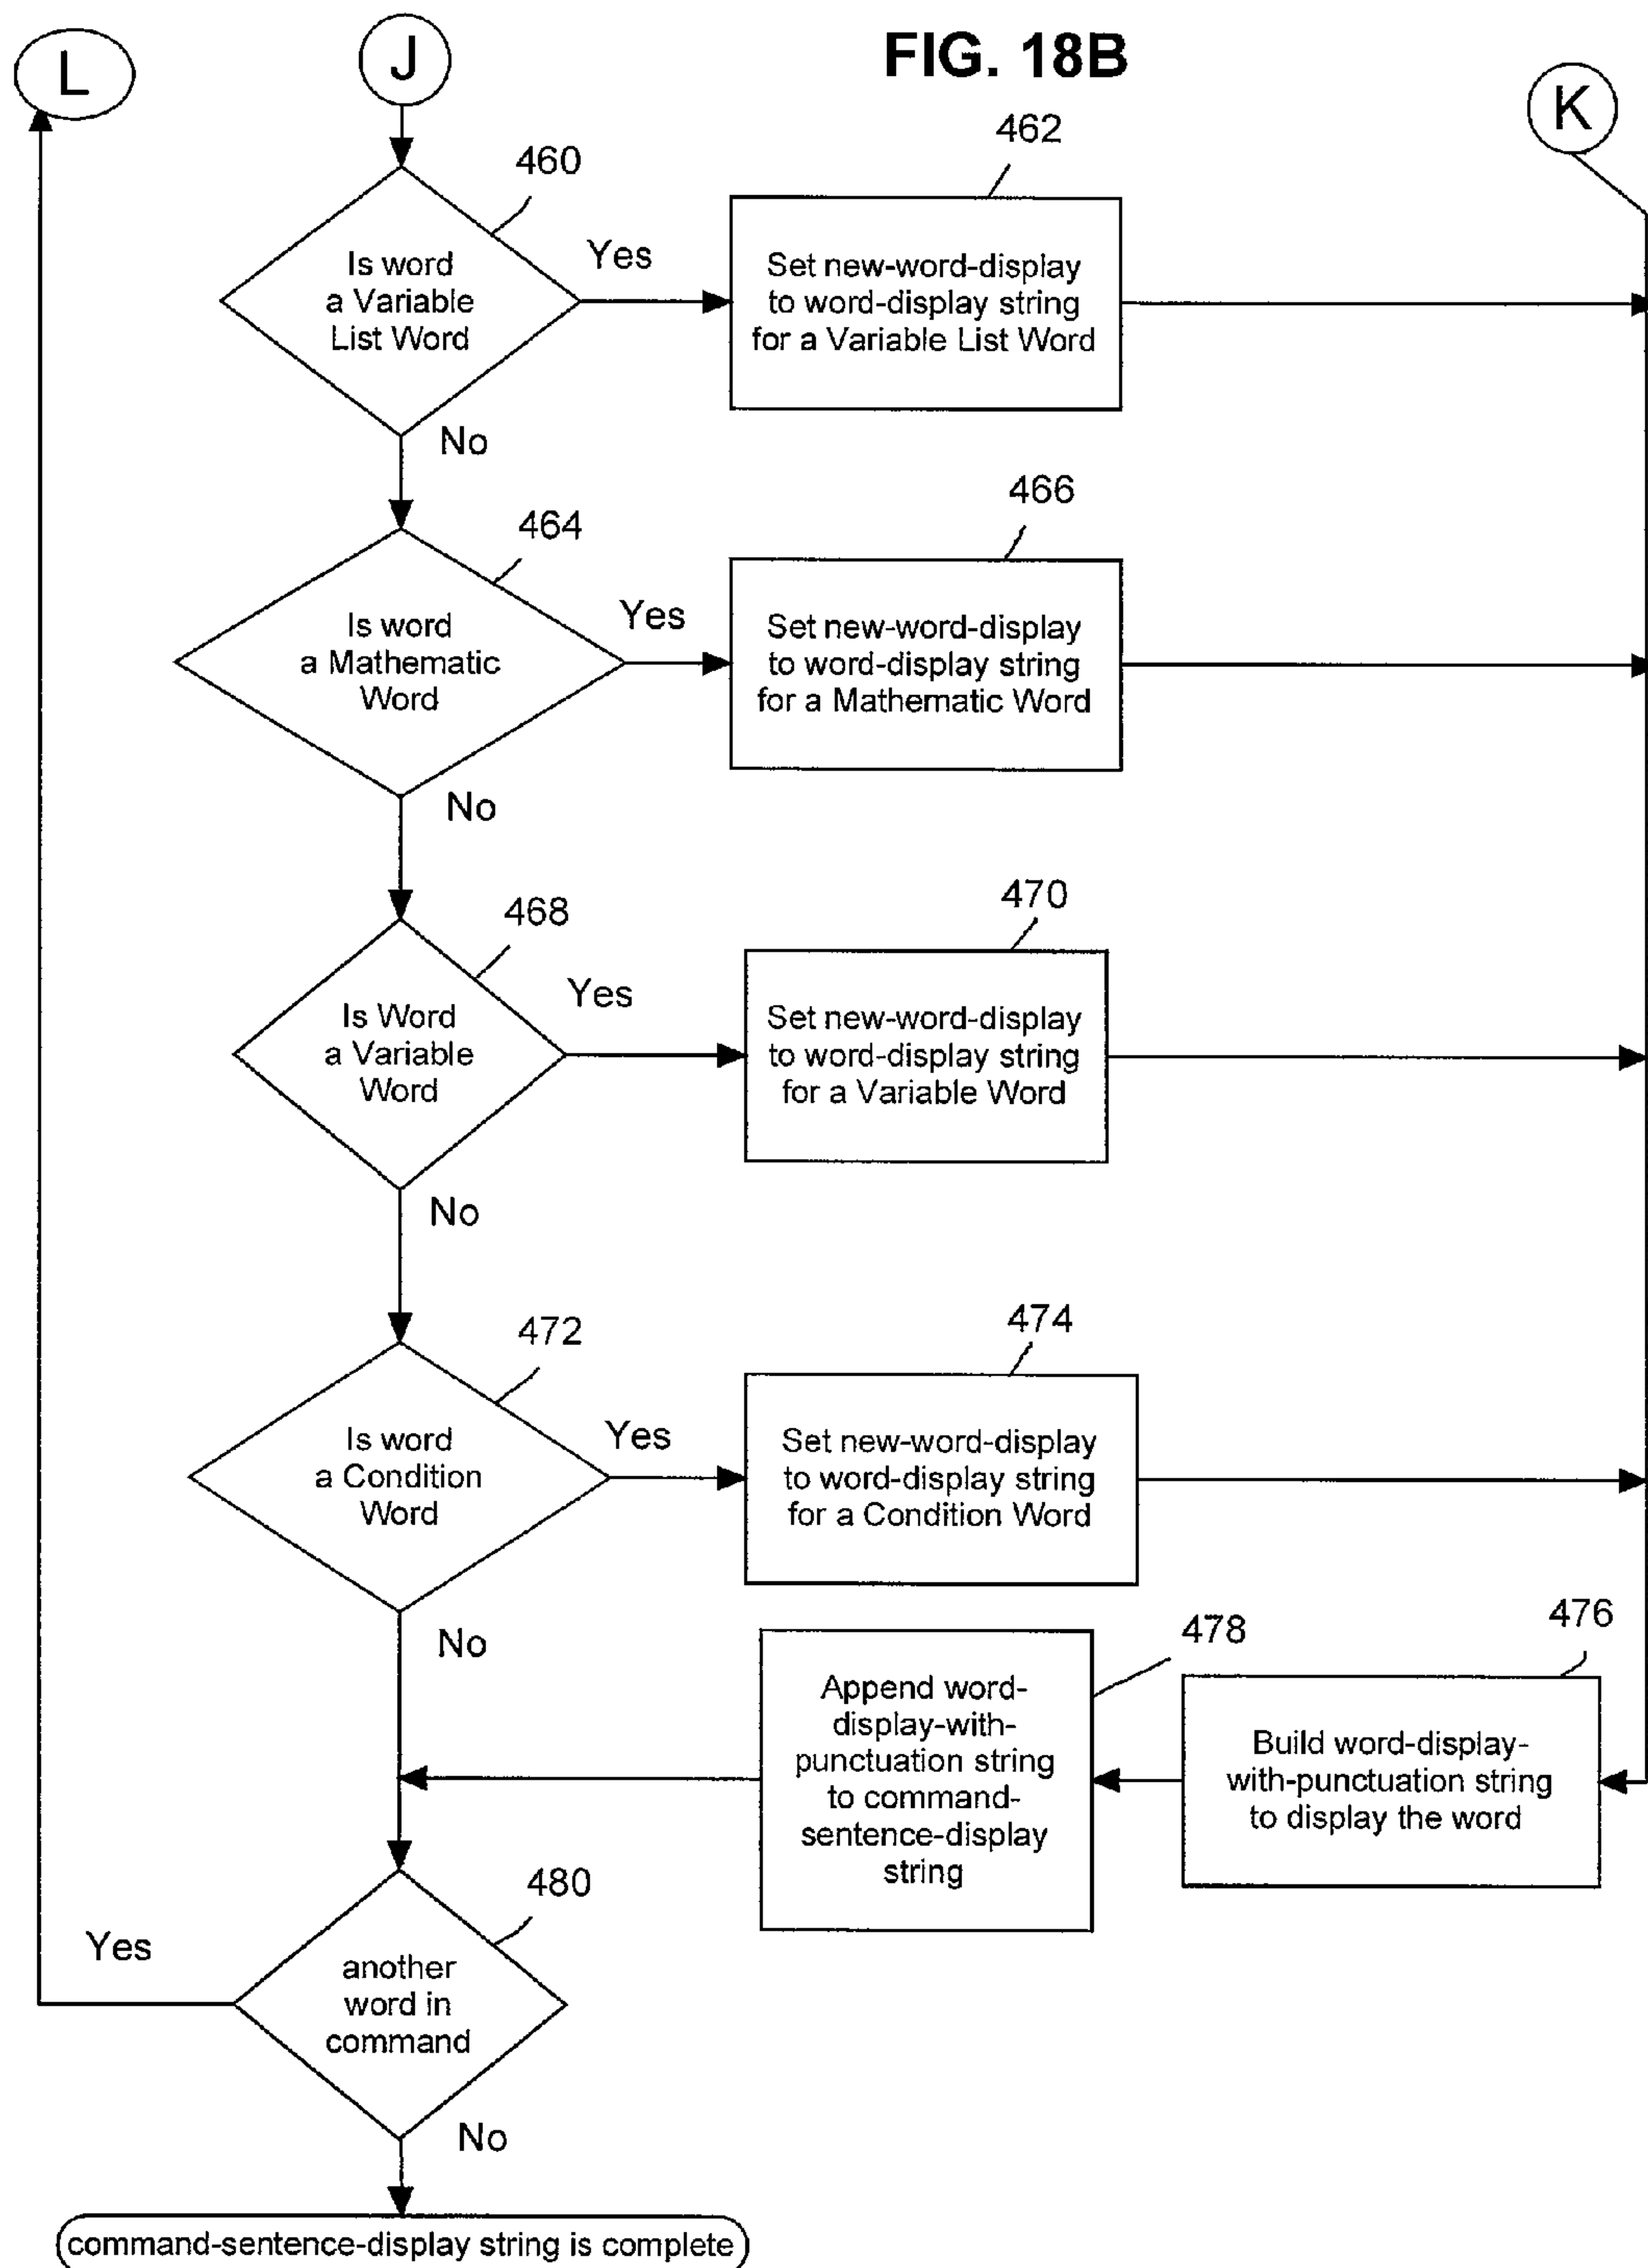 FIG. 18B
L
J
K
460
462
Is word
a Variable
List Word
Yes
Set new-word-display
to word-display string
for a Variable List Word
No
464
466
Is word
a Mathematic
Word
Yes
Set new-word-display
to word-display string
for a Mathematic Word
No
468
470
Is Word
a Variable
Word
Yes
Set new-word-display
to word-display string
for a Variable Word
No
472
474
Is word
a Condition
Word
Yes
Set new-word-display
to word-display string
for a Condition Word
No
478
476
Append word-
display-with-
punctuation string
to command-
sentence-display
string
Build word-display-
with-punctuation string
to display the word
480
Yes
another
word in
command
No
command-sentence-display string is complete